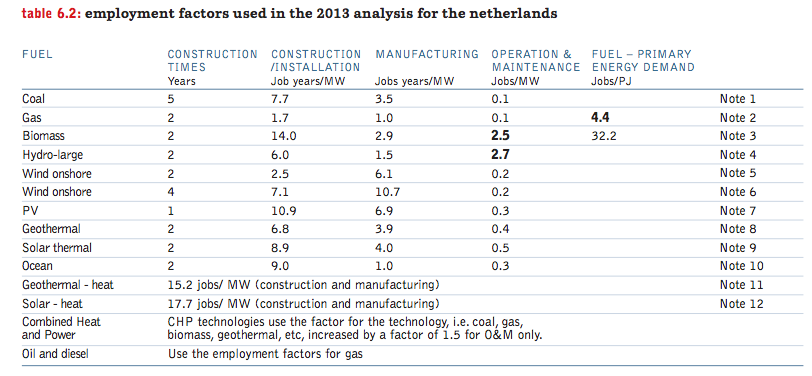 table 6.2: employment factors used in the 2013 analysis for the netherlands
FUEL CONSTRUCTION TIMES Years CONSTRUCTION /INSTALLATION Job years/MW MANUFACTURING Jobs years/MW OPERATION & MAINTENANCE Jobs/MW FUEL – PRIMARY ENERGY DEMAND Jobs/PJ
Coal 5 7.7 3.5 0.1 Note 1
Gas 2 1.7 1.0 0.1 4.4 Note 2
Biomass 2 14.0 2.9 2.5 32.2 Note 3
Hydro-large 2 6.0 1.5 2.7 Note 4
Wind onshore 2 2.5 6.1 0.2 Note 5
Wind onshore 4 7.1 10.7 0.2 Note 6
PV 1 10.9 6.9 0.3 Note 7
Geothermal 2 6.8 3.9 0.4 Note 8
Solar thermal 2 8.9 4.0 0.5 Note 9
Ocean 2 9.0 1.0 0.3 Note 10
Geothermal - heat 15.2 jobs/ MW (construction and manufacturing) Note 11
Solar - heat 17.7 jobs/ MW (construction and manufacturing) Note 12
Combined Heat and Power CHP technologies use the factor for the technology, i.e. coal, gas,
biomass, geothermal, etc, increased by a factor of 1.5 for O&M only.
Oil and diesel Use the employment factors for gas